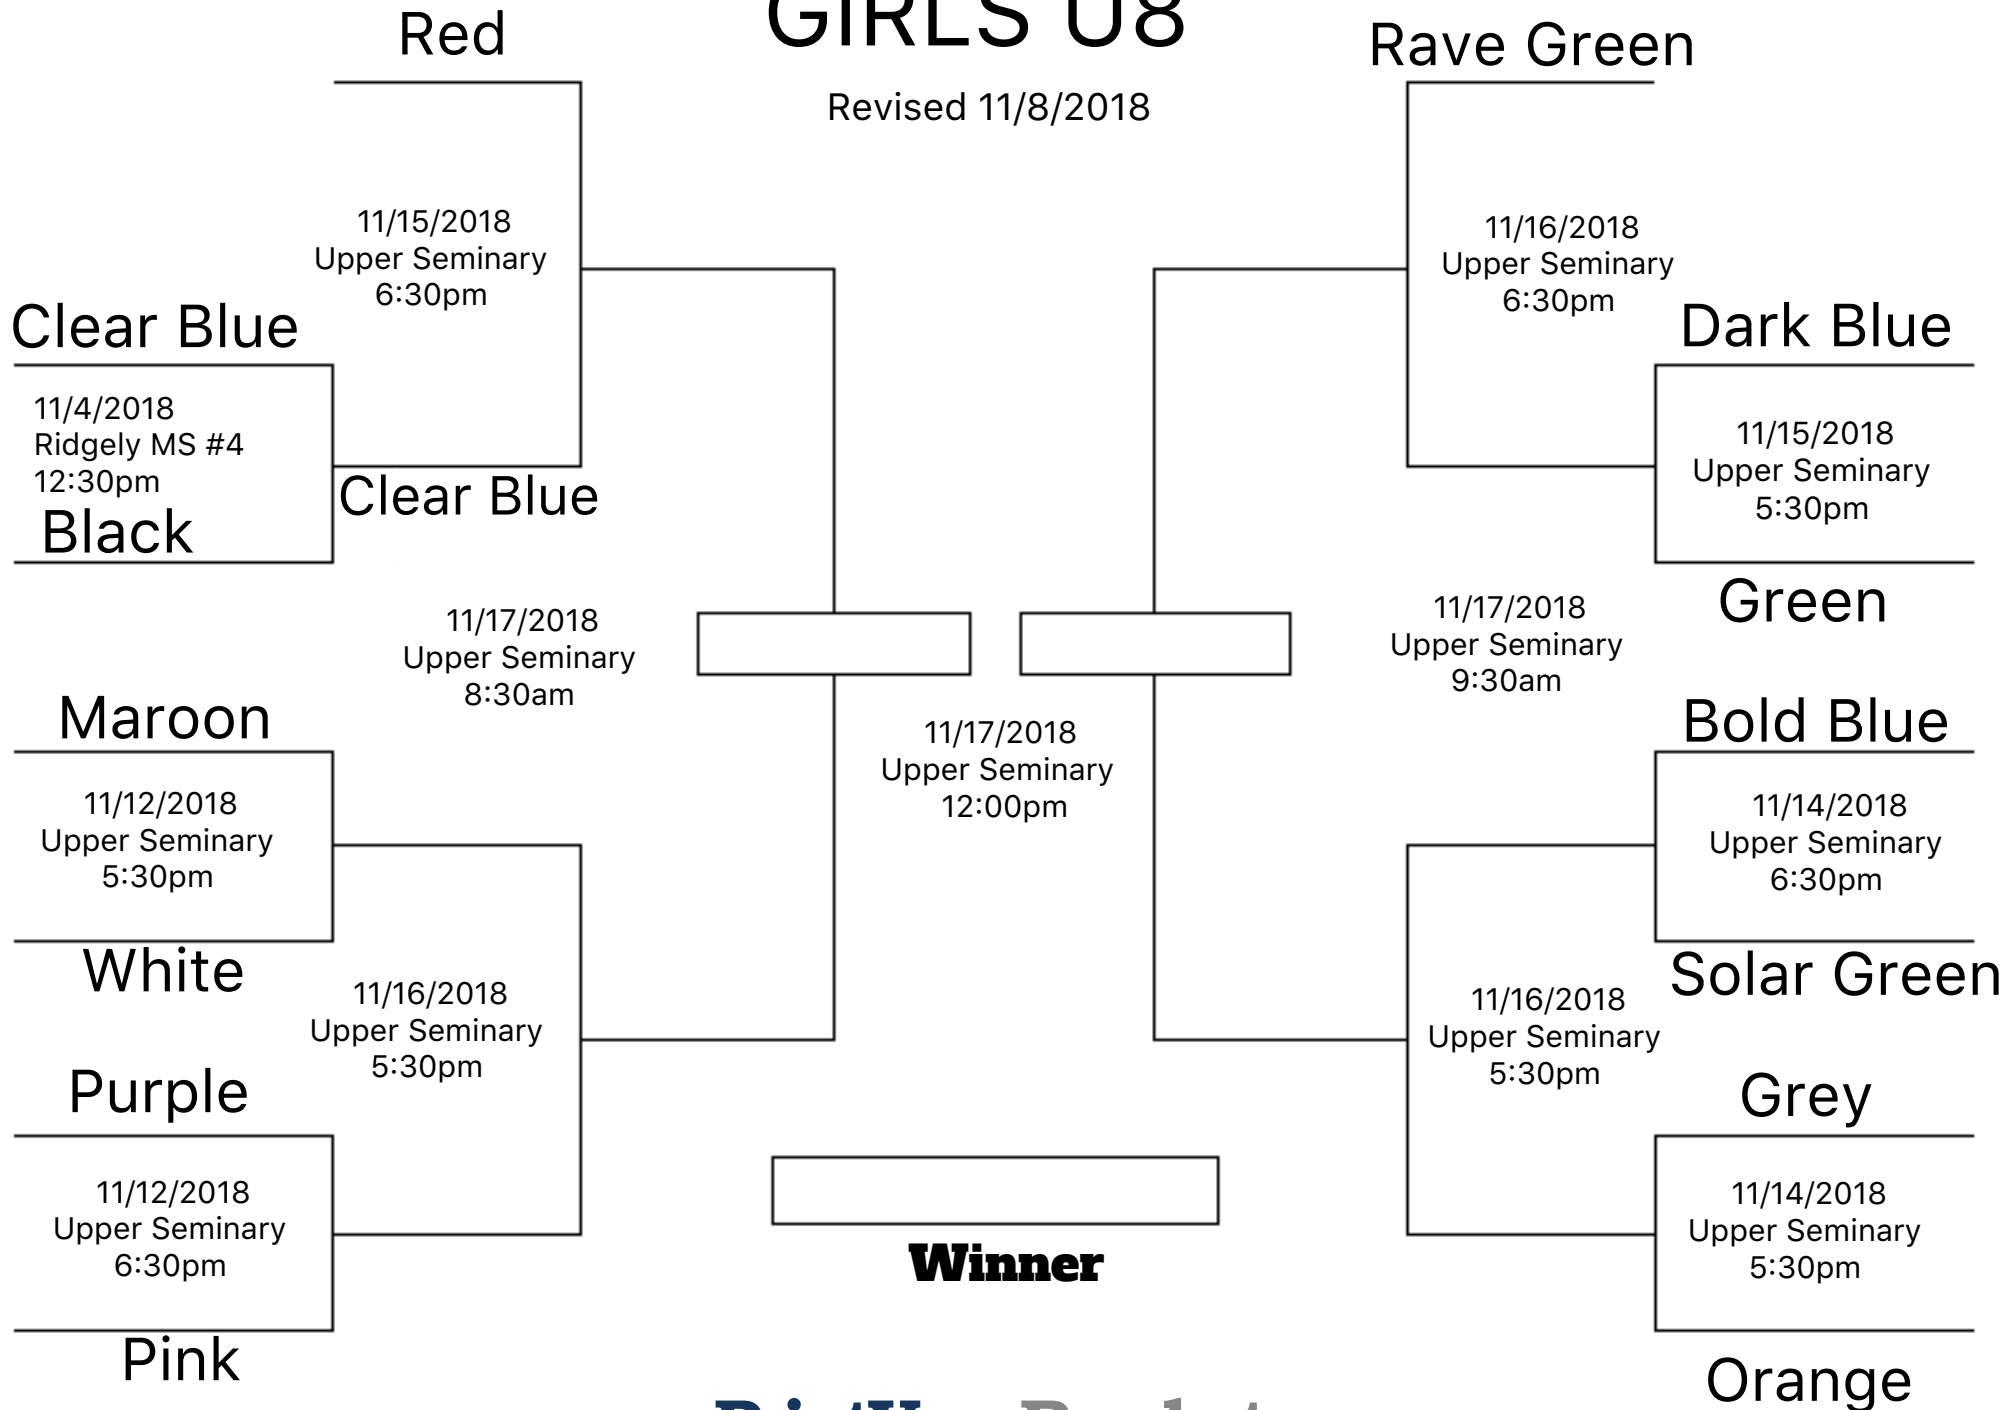 GIRLS U8
Revised 11/8/2018
Red
11/15/2018
Upper Seminary
6:30pm
Clear Blue
11/4/2018
Ridgely MS #4
12:30pm
Black
Clear Blue
11/17/2018
Upper Seminary
8:30am
Maroon
11/12/2018
Upper Seminary
5:30pm
White
11/16/2018
Upper Seminary
5:30pm
Purple
11/12/2018
Upper Seminary
6:30pm
Pink
11/17/2018
Upper Seminary
12:00pm
Winner
Rave Green
11/16/2018
Upper Seminary
6:30pm
Dark Blue
11/15/2018
Upper Seminary
5:30pm
Green
11/17/2018
Upper Seminary
9:30am
Bold Blue
11/14/2018
Upper Seminary
6:30pm
Solar Green
11/16/2018
Upper Seminary
5:30pm
Grey
11/14/2018
Upper Seminary
5:30pm
Orange